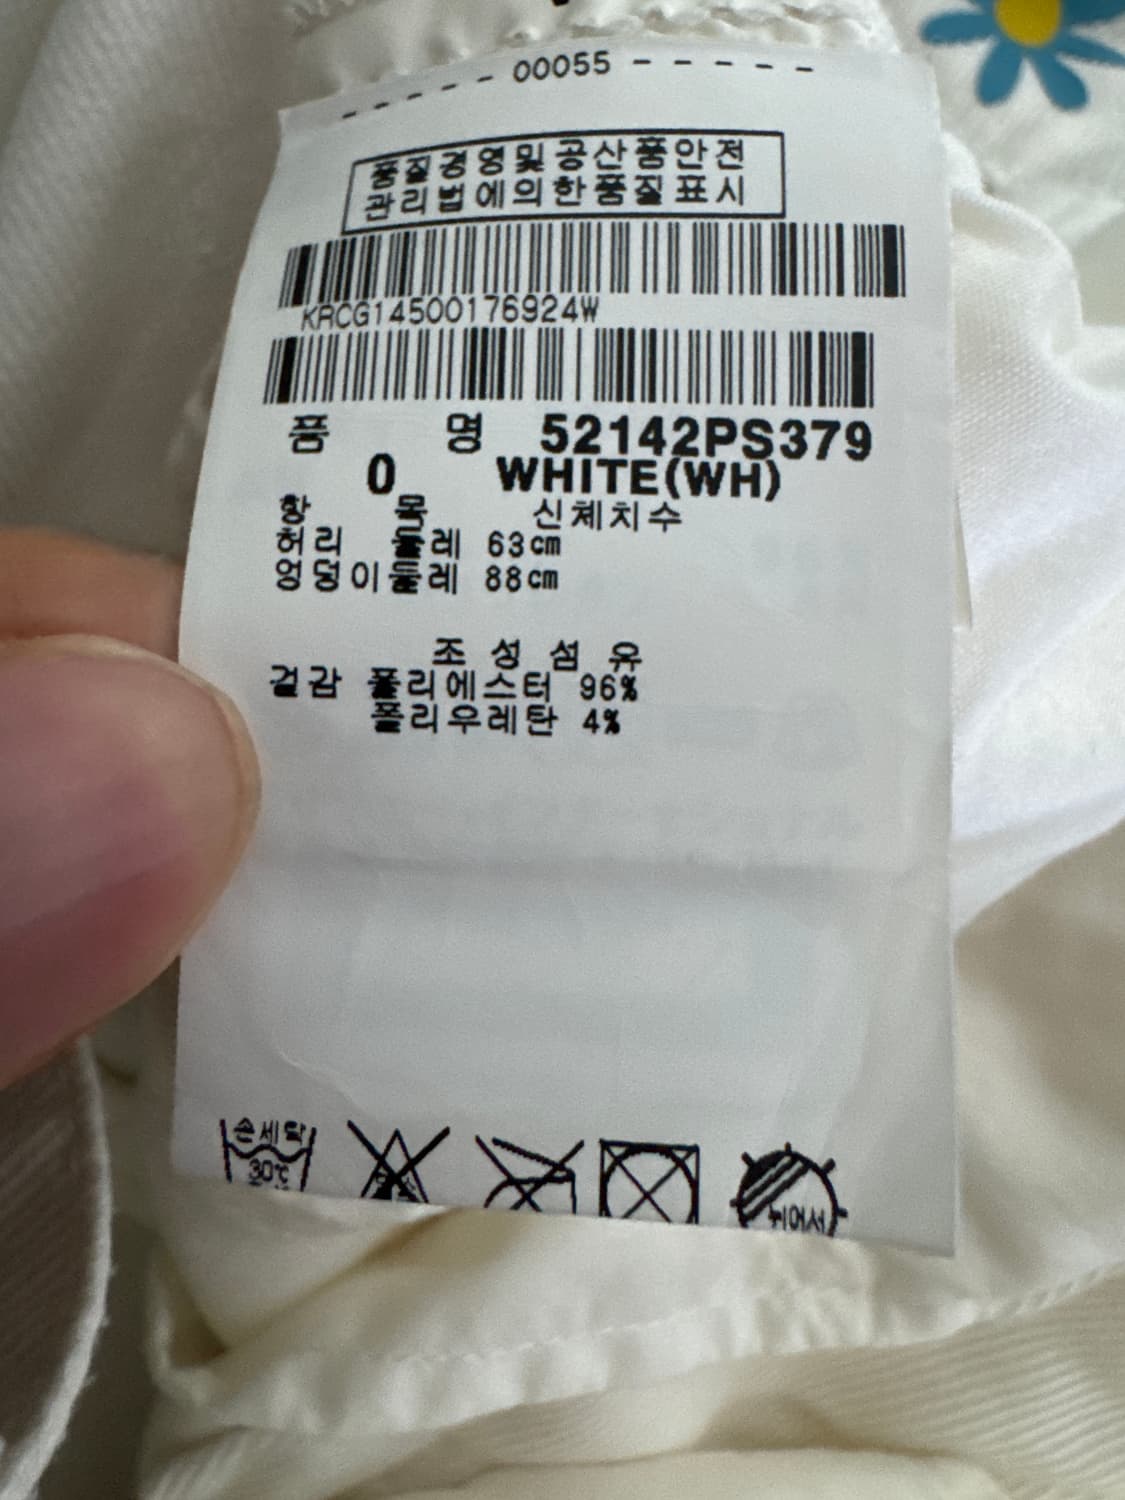 00055
품질경영및공산품안전
관리법에의한품질표시
KRCG14500176924W
품 명 52142PS379
0 WHITE(WH)
항 목 신체치수
허리 둘레 63cm
엉덩이둘레 88cm
조성섬유
겉감 폴리에스터 96%
폴리우레탄 4%
손세탁
30℃
뉘어서